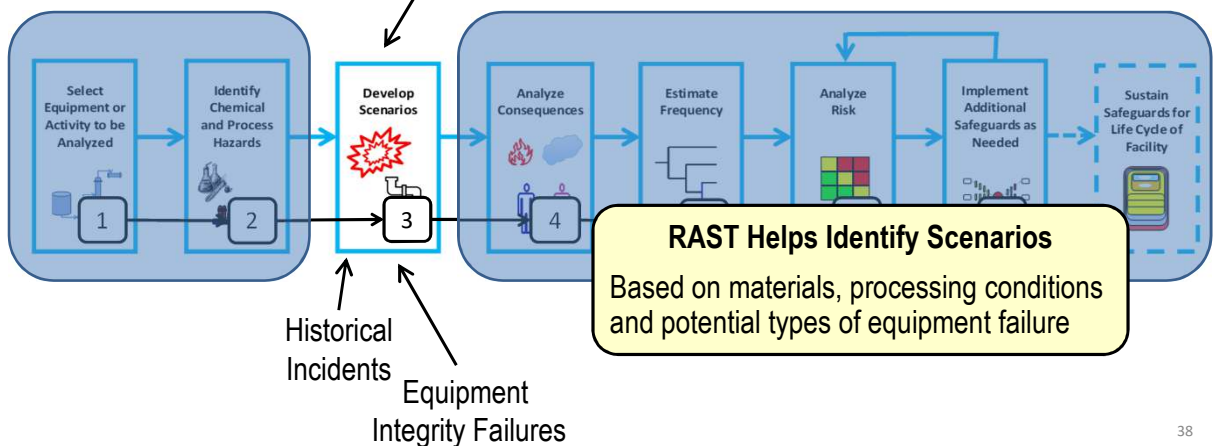 Select
Equipment or
Activity to be
Analyzed
1
Identify
Chemical
and Process
Hazards
2
Develop
Scenarios
3
Analyze
Consequences
4
Estimate
Frequency
Analyze
Risk
Implement
Additional
Safeguards as
Needed
Sustain
Safeguards for
Life Cycle of
Facility
RAST Helps Identify Scenarios
Based on materials, processing conditions
and potential types of equipment failure
Historical
Incidents
Equipment
Integrity Failures
38